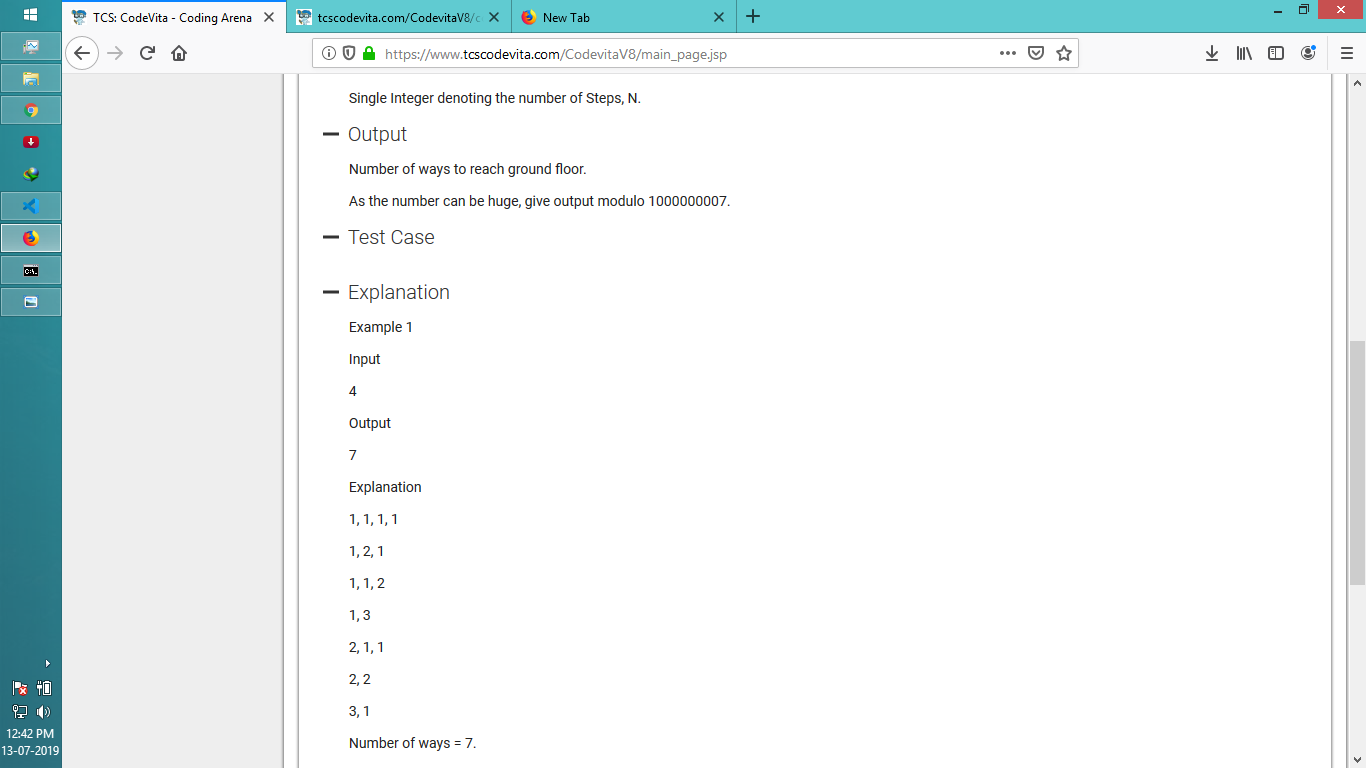 TCS: CodeVita - Coding Arena
tcscodevita.com/CodevitaV8/
New Tab
https://www.tcscodevita.com/CodevitaV8/main_page.jsp
Single Integer denoting the number of Steps, N.
Output
Number of ways to reach ground floor.
As the number can be huge, give output modulo 1000000007.
Test Case
Explanation
Example 1
Input
4
Output
7
Explanation
1, 1, 1, 1
1, 2, 1
1, 1, 2
1, 3
2, 1, 1
2, 2
3, 1
Number of ways = 7.
12:42 PM
13-07-2019